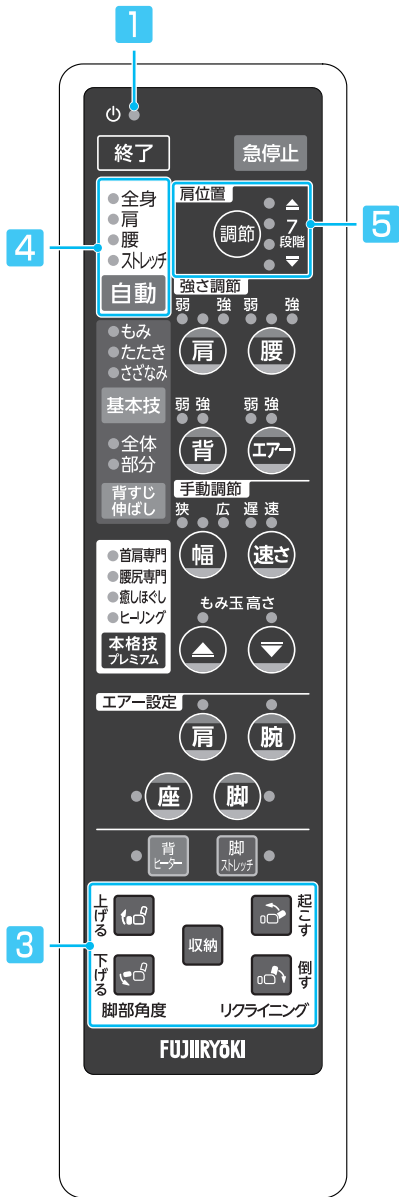 1
終了
急停止
4
全身
肩
腰
ストレッチ
自動
肩位置
調節
7
段階
5
強さ調節
弱 強 弱 強
肩 腰
もみ
たたき
さざなみ
基本技
弱 強 弱 強
背 エアー
全体
部分
背すじ
伸ばし
手動調節
狭 広 遅 速
幅 速さ
首肩専門
腰尻専門
癒しほぐし
ヒーリング
本格技
プレミアム
もみ玉高さ
エアー設定
肩 腕
座 脚
背
ヒーター
脚
ストレッチ
3
上げる
下げる
脚部角度
収納
起こす
倒す
リクライニング
FUJIIRYOKI